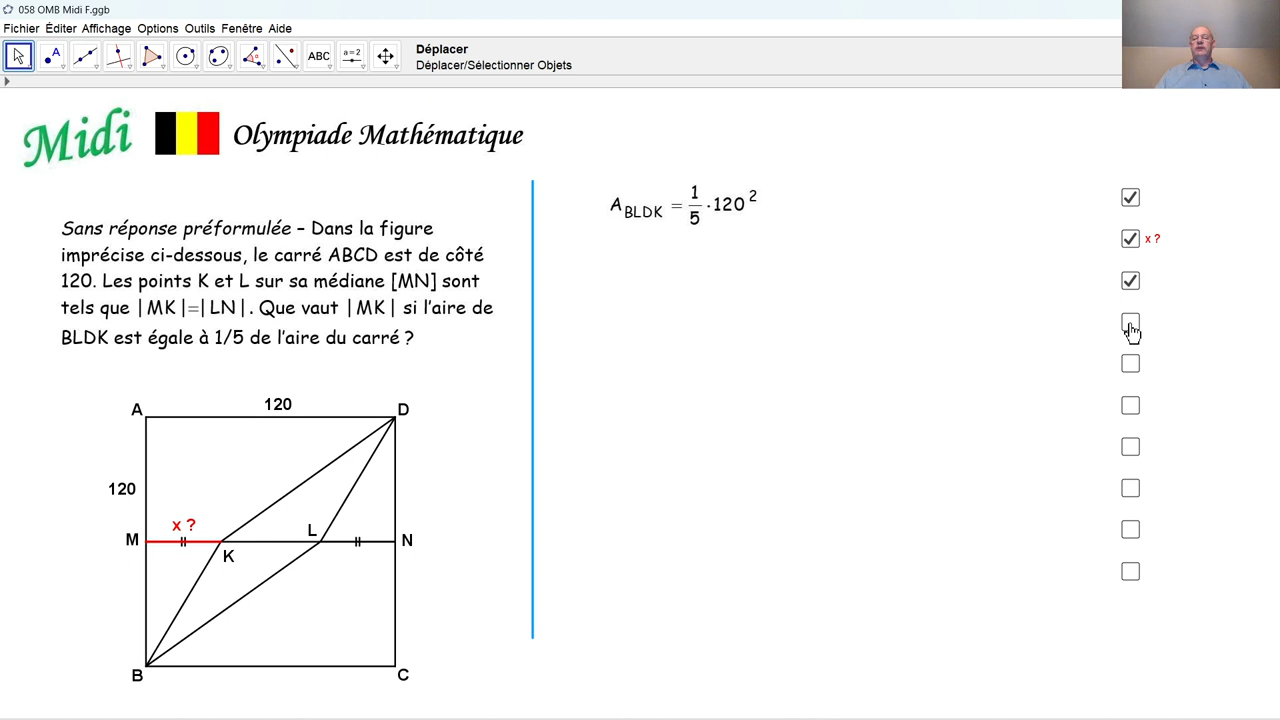 058 OMB Midi F.ggb
Fichier Éditer Affichage Options Outils Fenêtre Aide
A
ABC
a=2
Déplacer
Déplacer/Sélectionner Objets
Midi
Olympiade Mathématique
Sans réponse préformulée – Dans la figure
imprécise ci-dessous, le carré ABCD est de côté
120. Les points K et L sur sa médiane [MN] sont
tels que |MK|=|LN|. Que vaut |MK| si l’aire de
BLDK est égale à 1/5 de l’aire du carré ?
A_BLDK = 1/5 · 120²
x ?
A
120
D
120
x ?
M
K
L
N
B
C